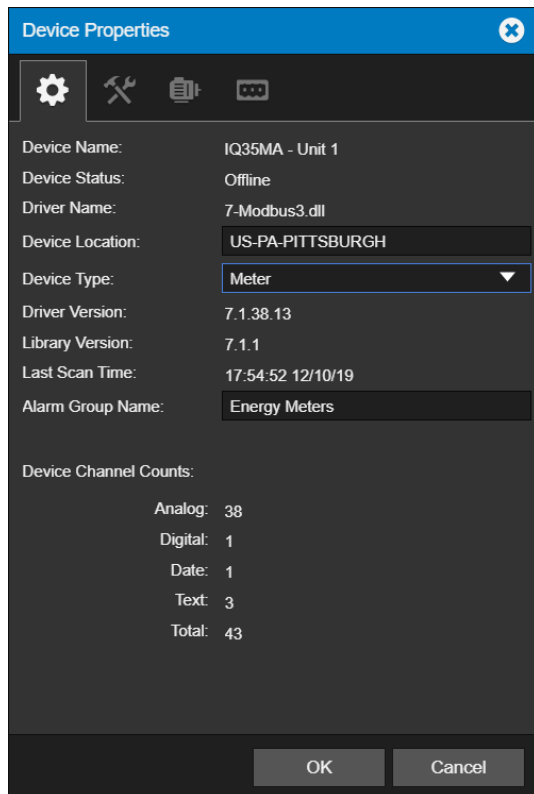 Device Properties
Device Name: IQ35MA - Unit 1
Device Status: Offline
Driver Name: 7-Modbus3.dll
Device Location: US-PA-PITTSBURGH
Device Type: Meter
Driver Version: 7.1.38.13
Library Version: 7.1.1
Last Scan Time: 17:54:52 12/10/19
Alarm Group Name: Energy Meters
Device Channel Counts:
Analog: 38
Digital: 1
Date: 1
Text: 3
Total: 43
OK Cancel